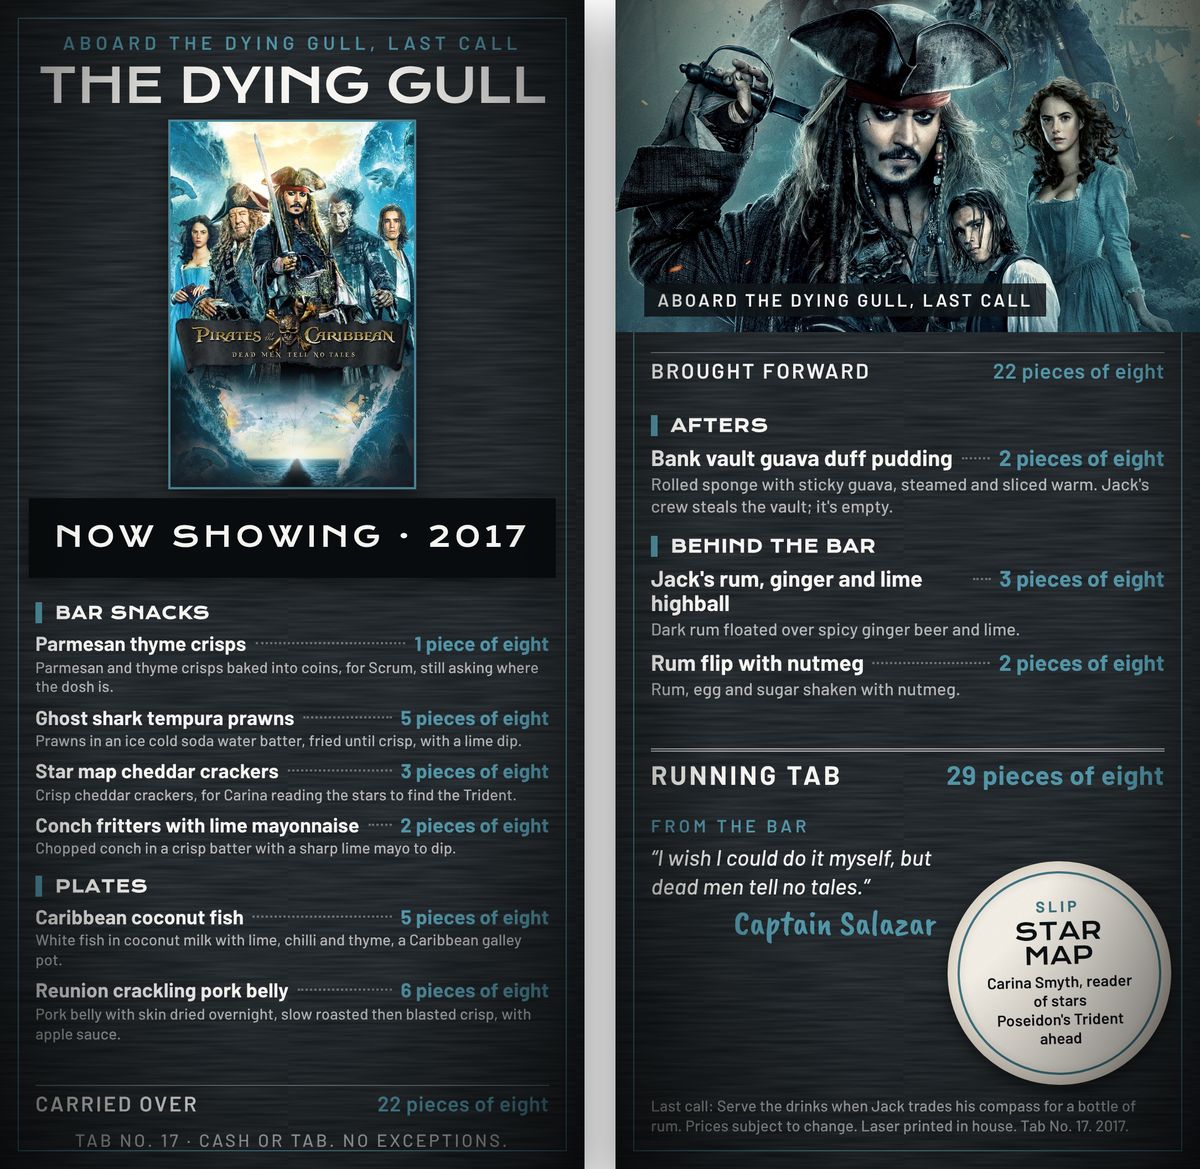 ABOARD THE DYING GULL, LAST CALL
THE DYING GULL
PIRATES of the CARIBBEAN
DEAD MEN TELL NO TALES
NOW SHOWING · 2017
BAR SNACKS
Parmesan thyme crisps 1 piece of eight
Parmesan and thyme crisps baked into coins, for Scrum, still asking where
the dosh is.
Ghost shark tempura prawns 5 pieces of eight
Prawns in an ice cold soda water batter, fried until crisp, with a lime dip.
Star map cheddar crackers 3 pieces of eight
Crisp cheddar crackers, for Carina reading the stars to find the Trident.
Conch fritters with lime mayonnaise 2 pieces of eight
Chopped conch in a crisp batter with a sharp lime mayo to dip.
PLATES
Caribbean coconut fish 5 pieces of eight
White fish in coconut milk with lime, chilli and thyme, a Caribbean galley
pot.
Reunion crackling pork belly 6 pieces of eight
Pork belly with skin dried overnight, slow roasted then blasted crisp, with
apple sauce.
CARRIED OVER 22 pieces of eight
TAB NO. 17 · CASH OR TAB. NO EXCEPTIONS.
ABOARD THE DYING GULL, LAST CALL
BROUGHT FORWARD 22 pieces of eight
AFTERS
Bank vault guava duff pudding 2 pieces of eight
Rolled sponge with sticky guava, steamed and sliced warm. Jack's
crew steals the vault; it's empty.
BEHIND THE BAR
Jack's rum, ginger and lime 3 pieces of eight
highball
Dark rum floated over spicy ginger beer and lime.
Rum flip with nutmeg 2 pieces of eight
Rum, egg and sugar shaken with nutmeg.
RUNNING TAB 29 pieces of eight
FROM THE BAR
“I wish I could do it myself, but
dead men tell no tales.”
Captain Salazar
SLIP
STAR
MAP
Carina Smyth, reader
of stars
Poseidon's Trident
ahead
Last call: Serve the drinks when Jack trades his compass for a bottle of
rum. Prices subject to change. Laser printed in house. Tab No. 17. 2017.